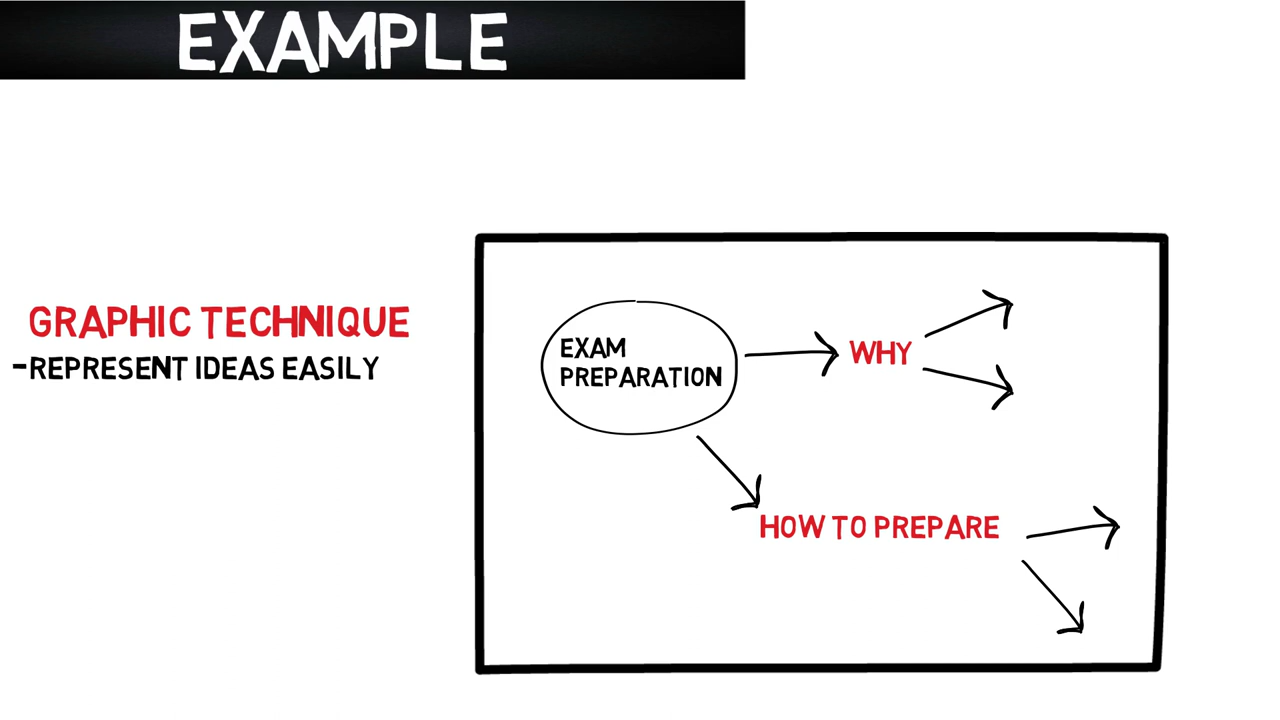 EXAMPLE
GRAPHIC TECHNIQUE
-REPRESENT IDEAS EASILY
EXAM
PREPARATION
WHY
HOW TO PREPARE